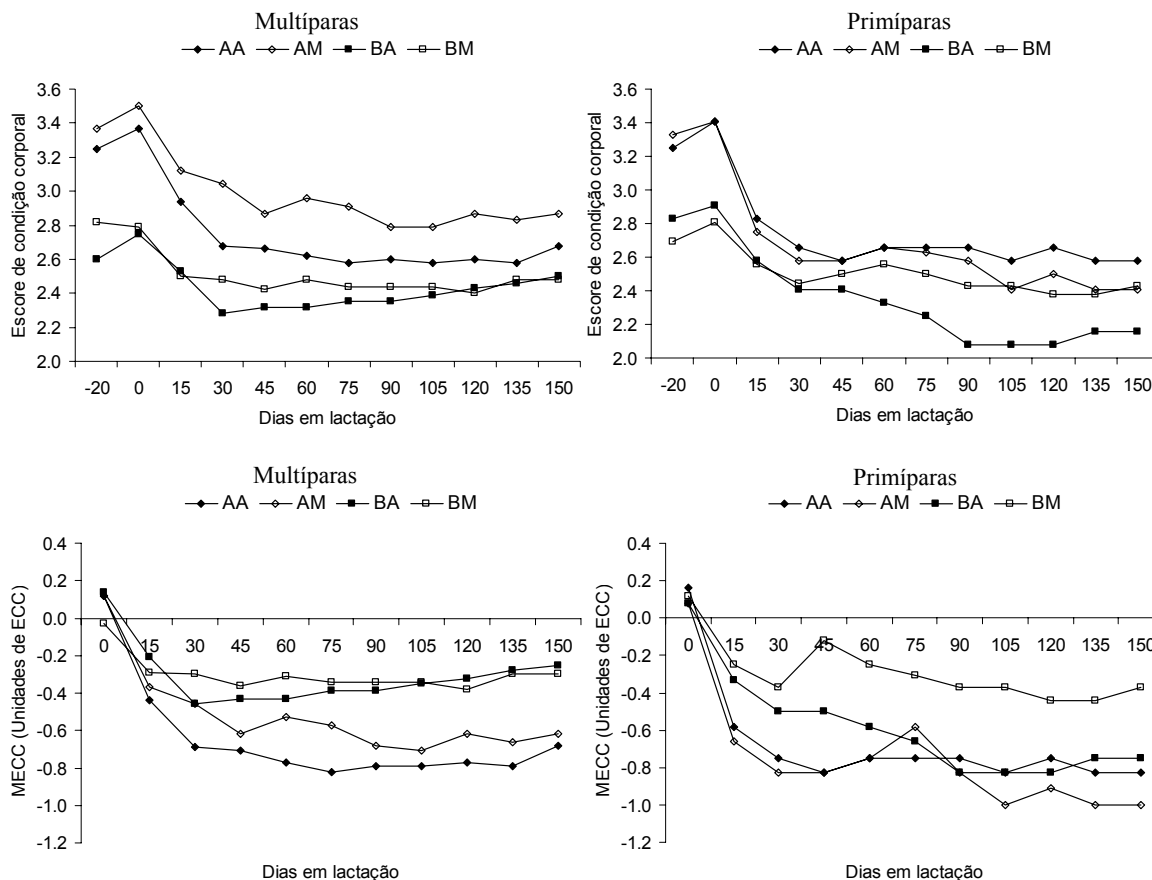 Multíparas
AA AM BA BM
Escore de condição corporal
3.6
3.4
3.2
3.0
2.8
2.6
2.4
2.2
2.0
-20 0 15 30 45 60 75 90 105 120 135 150
Dias em lactação
Primíparas
AA AM BA BM
Escore de condição corporal
3.6
3.4
3.2
3.0
2.8
2.6
2.4
2.2
2.0
-20 0 15 30 45 60 75 90 105 120 135 150
Dias em lactação
Multíparas
AA AM BA BM
MECC (Unidades de ECC)
0.4
0.2
0.0
-0.2
-0.4
-0.6
-0.8
-1.0
-1.2
0 15 30 45 60 75 90 105 120 135 150
Dias em lactação
Primíparas
AA AM BA BM
MECC (Unidades de ECC)
0.4
0.2
0.0
-0.2
-0.4
-0.6
-0.8
-1.0
-1.2
0 15 30 45 60 75 90 105 120 135 150
Dias em lactação